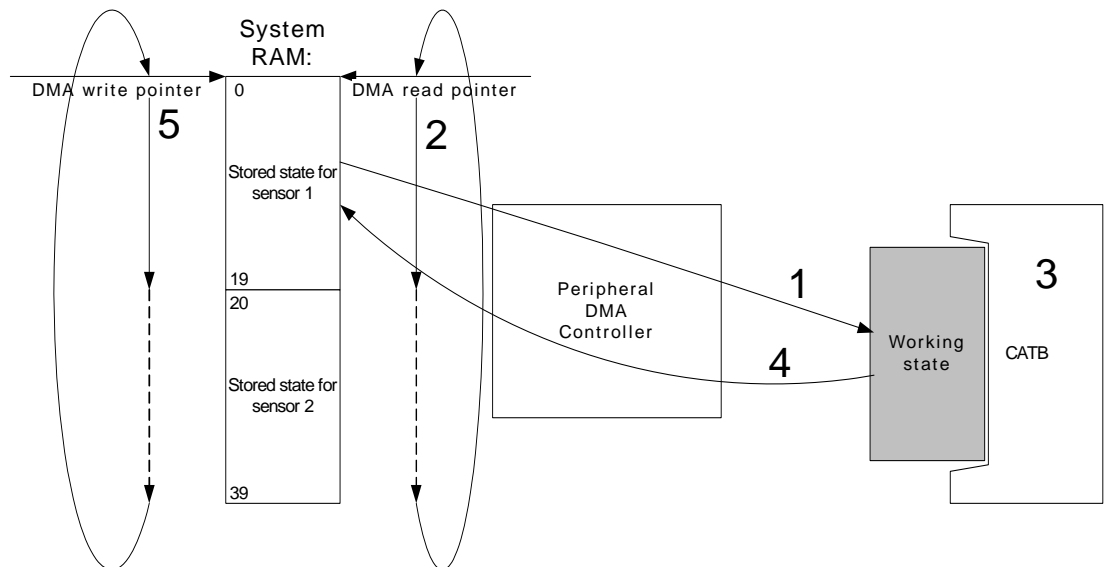 System
RAM:
DMA write pointer
0
DMA read pointer
5
2
Stored state for
sensor 1
19
20
Stored state for
sensor 2
39
Peripheral
DMA
Controller
1
4
Working
state
3
CATB